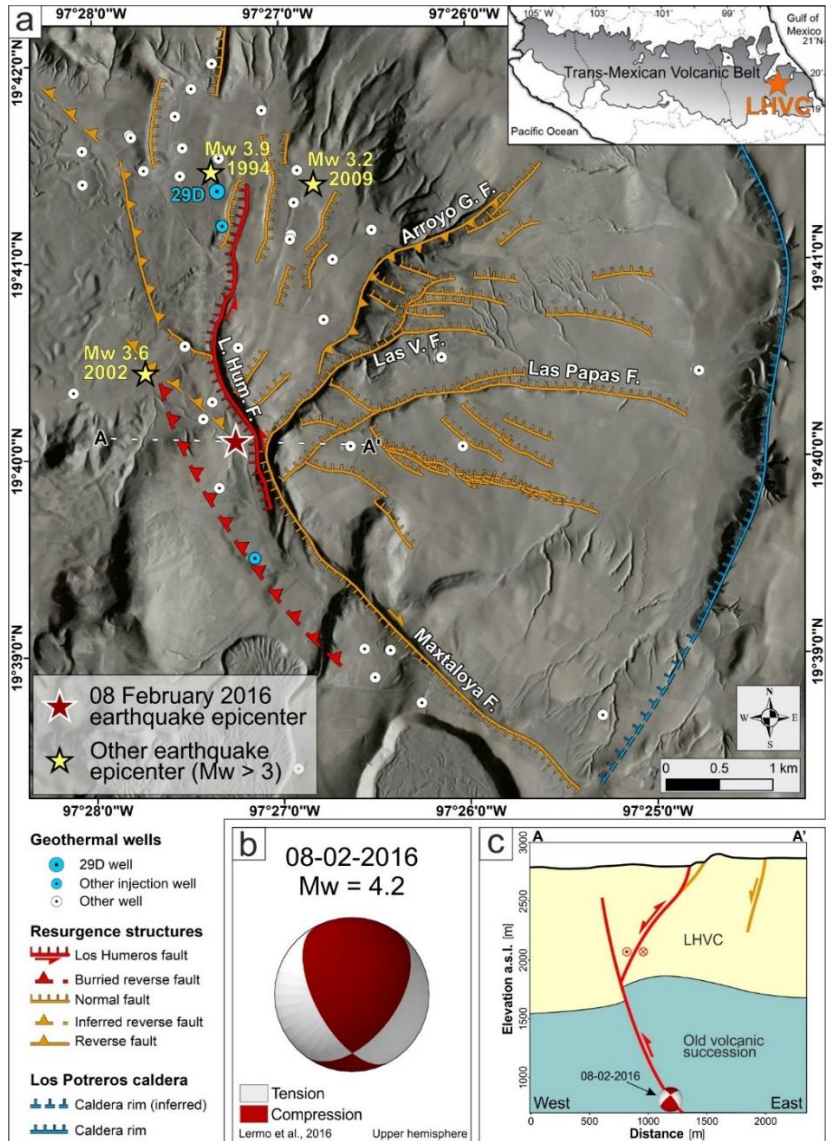 a
97°28'0"W
97°27'0"W
97°26'0"W
105°W
103°
101°
99°
Gulf of
Mexico
21°N
20°
19°
Trans-Mexican Volcanic Belt
LHVC
Pacific Ocean
19°42'0"N
19°41'0"N
19°40'0"N
19°39'0"N
19°41'0"N
19°40'0"N
19°39'0"N
Mw 3.9
1994
Mw 3.2
2009
29D
Arroyo G. F.
L. Hum. F.
Las V. F.
Las Papas F.
Mw 3.6
2002
A
A'
Maxtaloya F.
08 February 2016
earthquake epicenter
Other earthquake
epicenter (Mw > 3)
N
W E
S
0 0.5 1 km
97°28'0"W
97°27'0"W
97°26'0"W
97°25'0"W
Geothermal wells
29D well
Other injection well
Other well
Resurgence structures
Los Humeros fault
Burried reverse fault
Normal fault
Inferred reverse fault
Reverse fault
Los Potreros caldera
Caldera rim (inferred)
Caldera rim
b
08-02-2016
Mw = 4.2
Tension
Compression
Lermo et al., 2016
Upper hemisphere
c
A
A'
Elevation a.s.l. [m]
3000
2500
2000
1500
1000
LHVC
Old volcanic
succession
08-02-2016
West
East
0
500
1000
1500
2000
Distance [m]